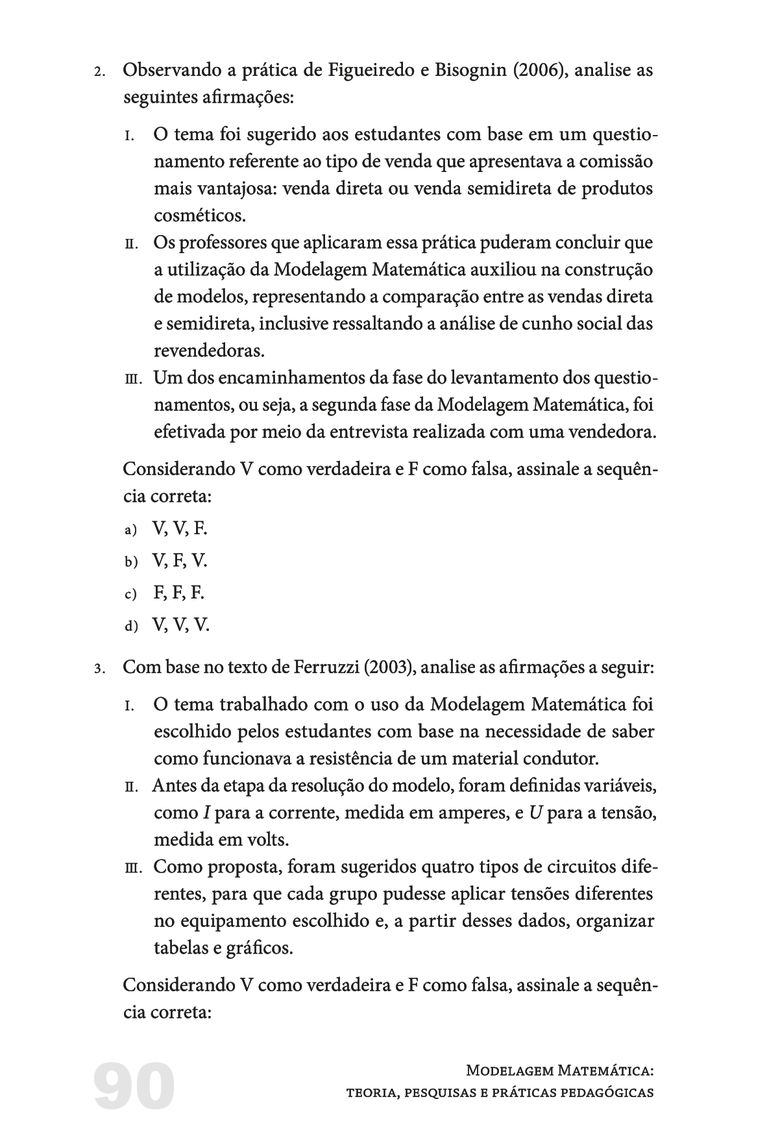 2. Observando a prática de Figueiredo e Bisognin (2006), analise as
seguintes afirmações:
I. O tema foi sugerido aos estudantes com base em um questio-
namento referente ao tipo de venda que apresentava a comissão
mais vantajosa: venda direta ou venda semidireta de produtos
cosméticos.
II. Os professores que aplicaram essa prática puderam concluir que
a utilização da Modelagem Matemática auxiliou na construção
de modelos, representando a comparação entre as vendas direta
e semidireta, inclusive ressaltando a análise de cunho social das
revendedoras.
III. Um dos encaminhamentos da fase do levantamento dos questio-
namentos, ou seja, a segunda fase da Modelagem Matemática, foi
efetivada por meio da entrevista realizada com uma vendedora.
Considerando V como verdadeira e F como falsa, assinale a sequên-
cia correta:
a) V, V, F.
b) V, F, V.
c) F, F, F.
d) V, V, V.
3. Com base no texto de Ferruzzi (2003), analise as afirmações a seguir:
I. O tema trabalhado com o uso da Modelagem Matemática foi
escolhido pelos estudantes com base na necessidade de saber
como funcionava a resistência de um material condutor.
II. Antes da etapa da resolução do modelo, foram definidas variáveis,
como I para a corrente, medida em amperes, e U para a tensão,
medida em volts.
III. Como proposta, foram sugeridos quatro tipos de circuitos dife-
rentes, para que cada grupo pudesse aplicar tensões diferentes
no equipamento escolhido e, a partir desses dados, organizar
tabelas e gráficos.
Considerando V como verdadeira e F como falsa, assinale a sequên-
cia correta:
90
Modelagem Matemática:
teoria, pesquisas e práticas pedagógicas